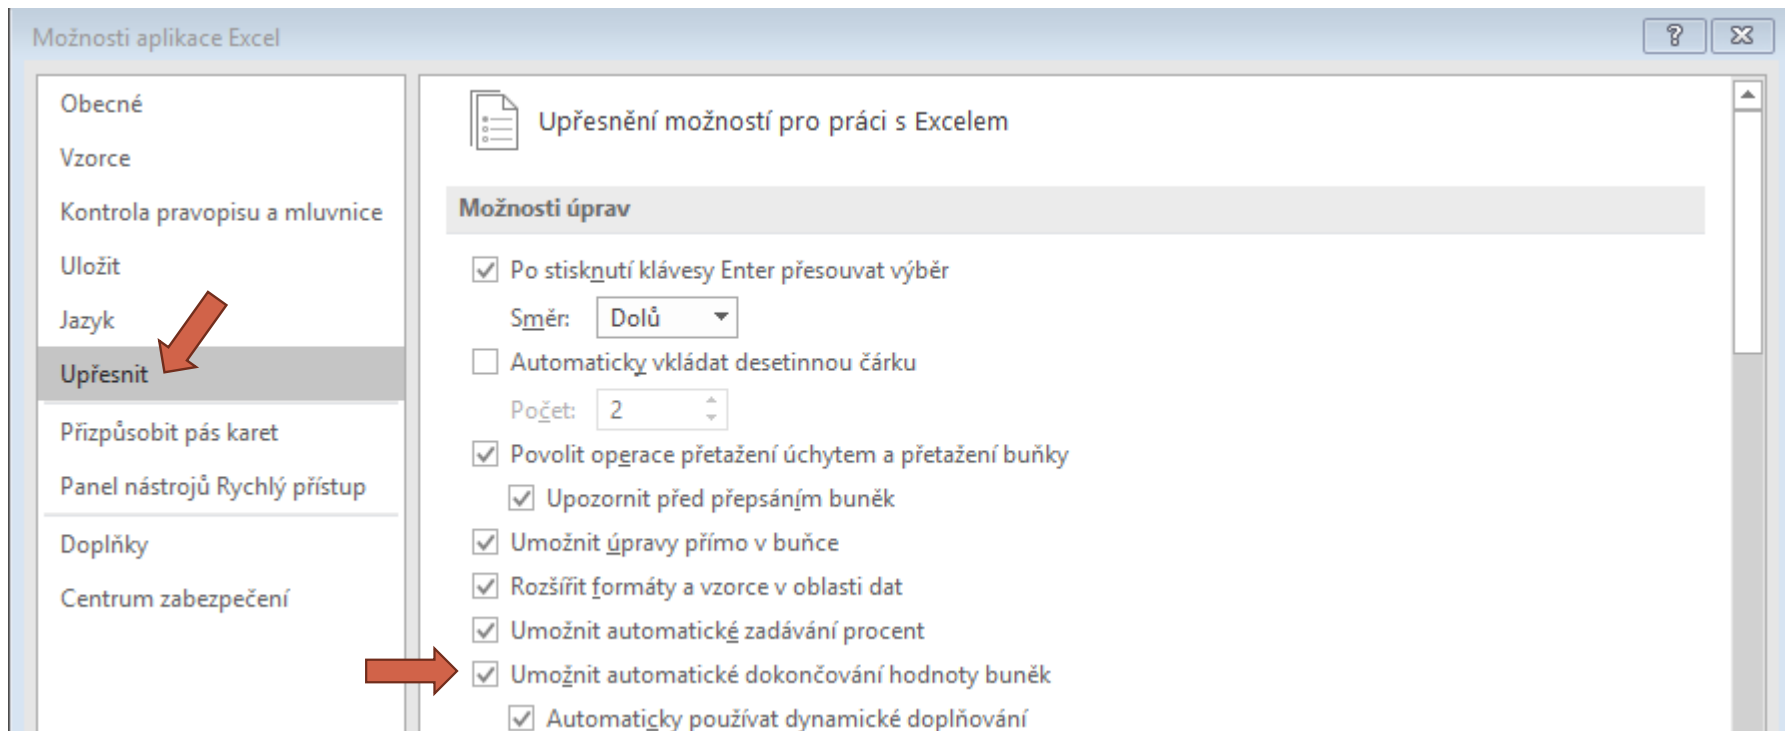 Možnosti aplikace Excel
Obecné
Vzorce
Kontrola pravopisu a mluvnice
Uložit
Jazyk
Upřesnit
Přizpůsobit pás karet
Panel nástrojů Rychlý přístup
Doplňky
Centrum zabezpečení
Upřesnění možností pro práci s Excelem
Možnosti úprav
Po stisknutí klávesy Enter přesouvat výběr
Směr: Dolů
Automaticky vkládat desetinnou čárku
Počet: 2
Povolit operace přetažení úchytem a přetažení buňky
Upozornit před přepsáním buněk
Umožnit úpravy přímo v buňce
Rozšířit formáty a vzorce v oblasti dat
Umožnit automatické zadávání procent
Umožnit automatické dokončování hodnoty buněk
Automaticky používat dynamické doplňování